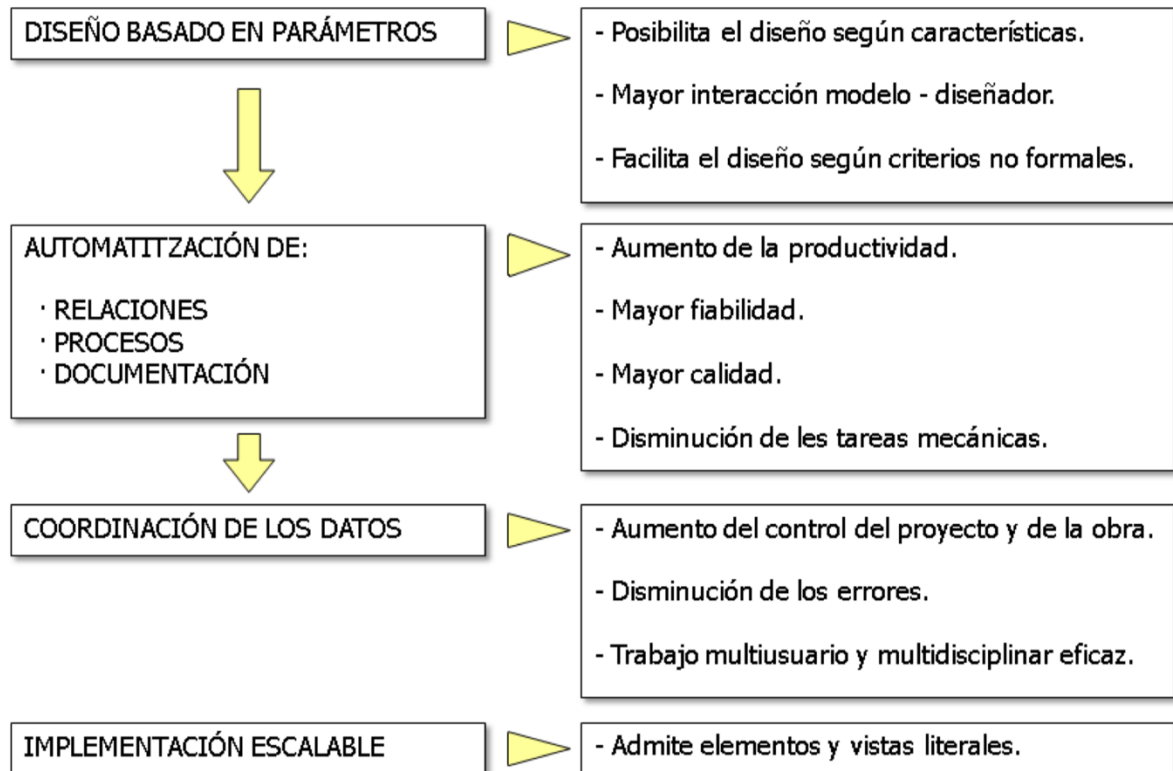 DISEÑO BASADO EN PARÁMETROS
- Posibilita el diseño según características.
- Mayor interacción modelo - diseñador.
- Facilita el diseño según criterios no formales.
AUTOMATITZACIÓN DE:
· RELACIONES
· PROCESOS
· DOCUMENTACIÓN
- Aumento de la productividad.
- Mayor fiabilidad.
- Mayor calidad.
- Disminución de les tareas mecánicas.
COORDINACIÓN DE LOS DATOS
- Aumento del control del proyecto y de la obra.
- Disminución de los errores.
- Trabajo multiusuario y multidisciplinar eficaz.
IMPLEMENTACIÓN ESCALABLE
- Admite elementos y vistas literales.